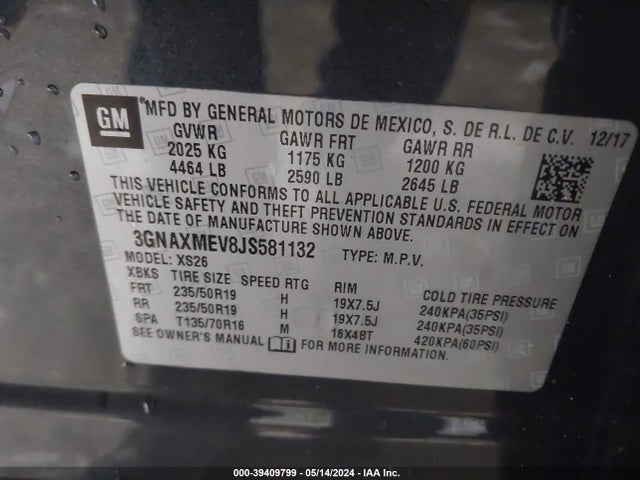 GM
MFD BY GENERAL MOTORS DE MEXICO, S. DE R.L. DE C.V. 12/17
GVWR GAWR FRT GAWR RR
2025 KG 1175 KG 1200 KG
4464 LB 2590 LB 2645 LB
THIS VEHICLE CONFORMS TO ALL APPLICABLE U.S. FEDERAL MOTOR
VEHICLE SAFETY AND THEFT PREVENTION STANDARDS IN EFFECT ON
THE DATE OF MANUFACTURE SHOWN ABOVE.
3GNAXMEV8JS581132 TYPE: M.P.V.
MODEL: XS26
XBKS TIRE SIZE SPEED RTG RIM COLD TIRE PRESSURE
FRT 235/50R19 H 19X7.5J 240KPA(35PSI)
RR 235/50R19 H 19X7.5J 240KPA(35PSI)
SPA T135/70R16 M 16X4BT 420KPA(60PSI)
SEE OWNER'S MANUAL i FOR MORE INFORMATION.
000-39409799 - 05/14/2024 - IAA Inc.